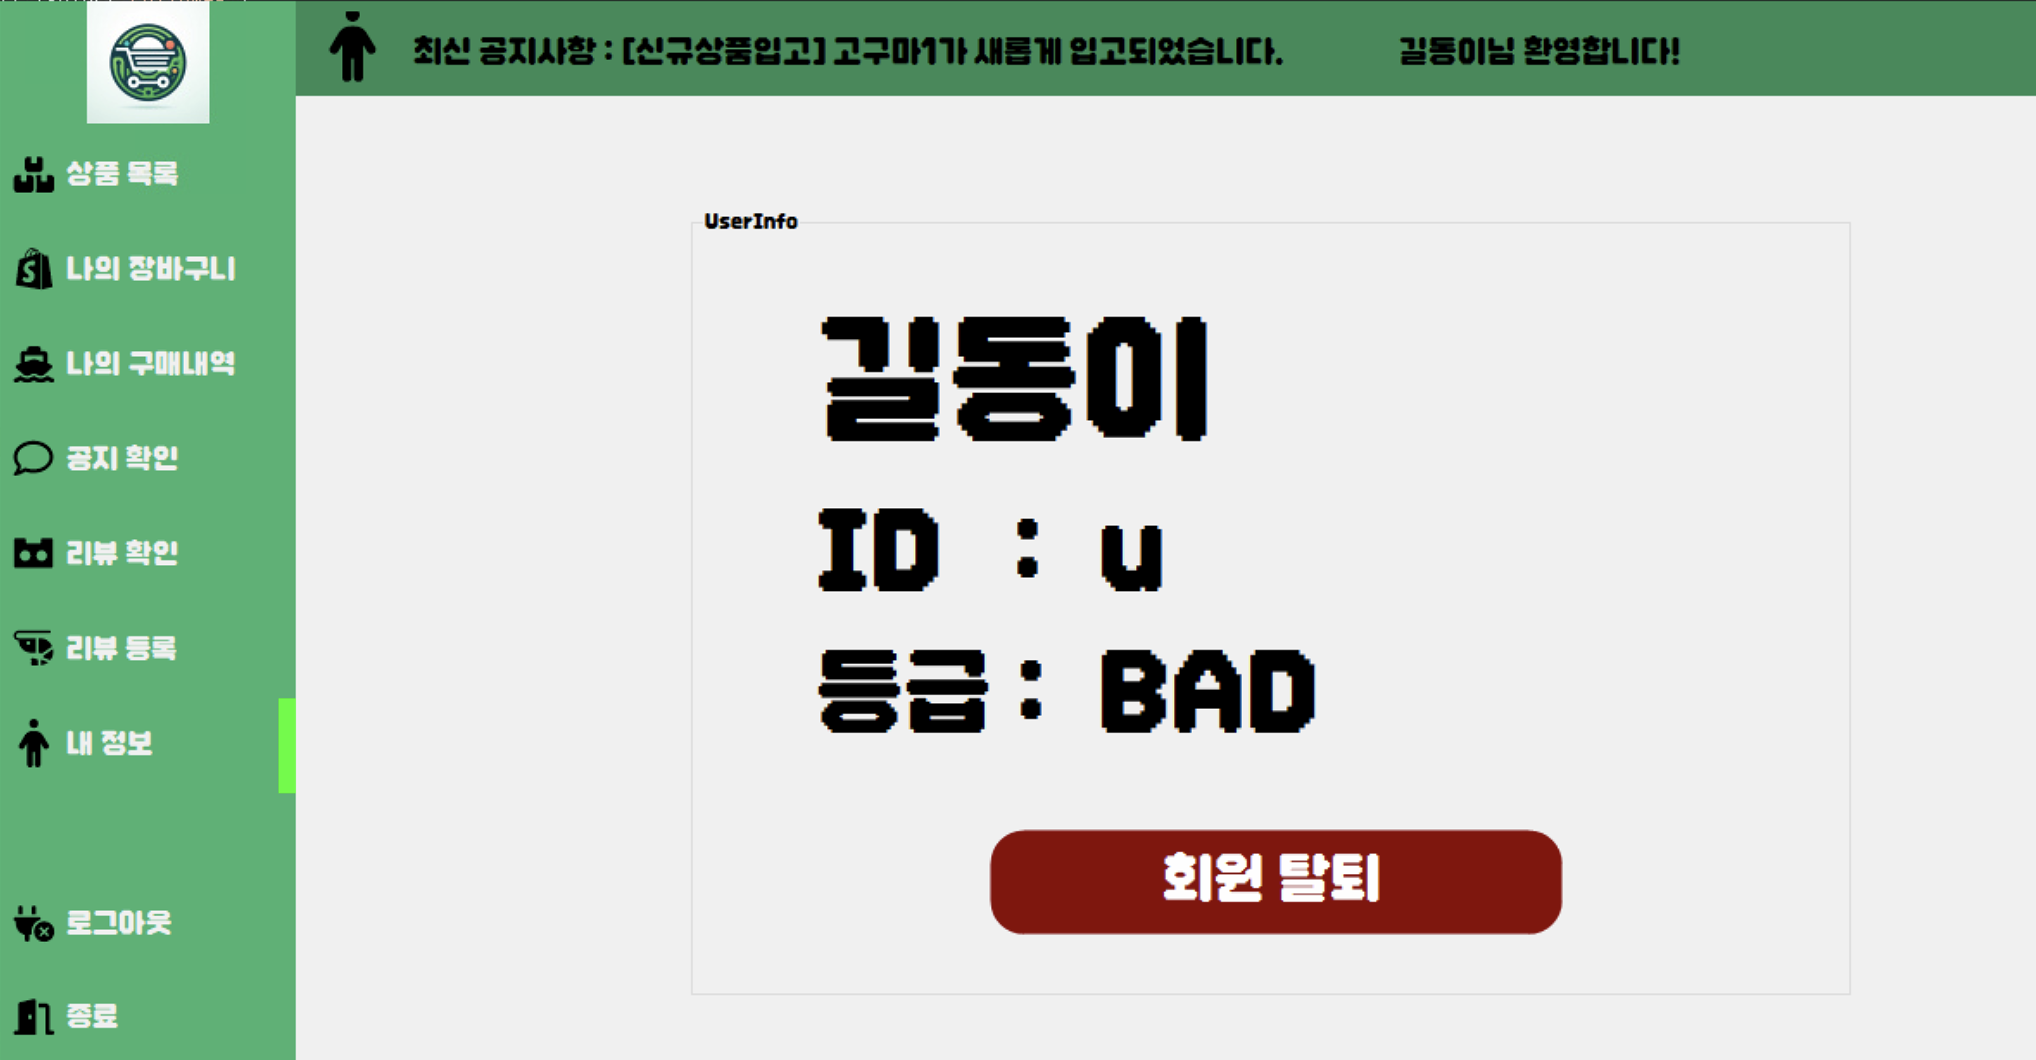 최신 공지사항 : [신규상품입고] 고구마1가 새롭게 입고되었습니다.
길동이님 환영합니다!
상품 목록
나의 장바구니
나의 구매내역
공지 확인
리뷰 확인
리뷰 등록
내 정보
로그아웃
종료
UserInfo
길동이
ID : u
등급 : BAD
회원 탈퇴